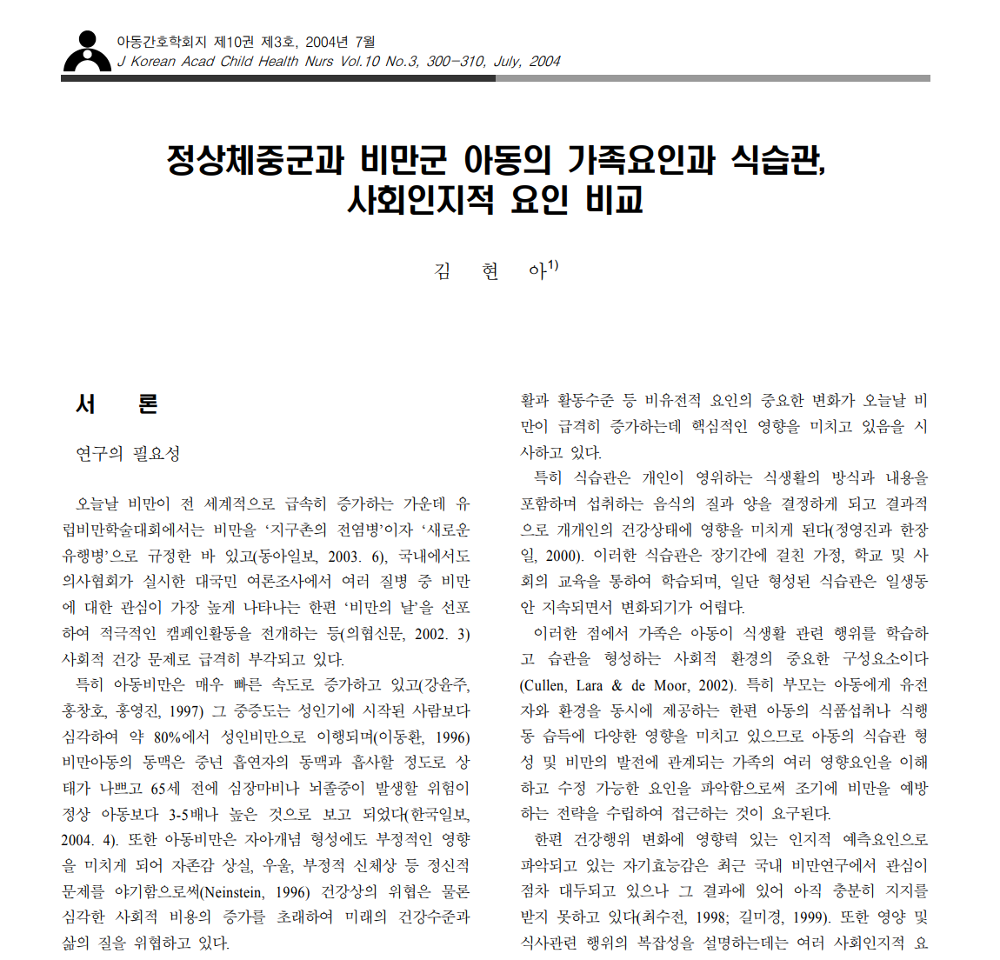 아동간호학회지 제10권 제3호, 2004년 7월
J Korean Acad Child Health Nurs Vol.10 No.3, 300-310, July, 2004
정상체중군과 비만군 아동의 가족요인과 식습관,
사회인지적 요인 비교
김 현 아1)
서 론
연구의 필요성
오늘날 비만이 전 세계적으로 급속히 증가하는 가운데 유
럽비만학술대회에서는 비만을 ‘지구촌의 전염병’이자 ‘새로운
유행병’으로 규정한 바 있고(동아일보, 2003. 6), 국내에서도
의사협회가 실시한 대국민 여론조사에서 여러 질병 중 비만
에 대한 관심이 가장 높게 나타나는 한편 ‘비만의 날’을 선포
하여 적극적인 캠페인활동을 전개하는 등(의협신문, 2002. 3)
사회적 건강 문제로 급격히 부각되고 있다.
특히 아동비만은 매우 빠른 속도로 증가하고 있고(강윤주,
홍창호, 홍영진, 1997) 그 중증도는 성인기에 시작된 사람보다
심각하여 약 80%에서 성인비만으로 이행되며(이동환, 1996)
비만아동의 동맥은 중년 흡연자의 동맥과 흡사할 정도로 상
태가 나쁘고 65세 전에 심장마비나 뇌졸중이 발생할 위험이
정상 아동보다 3-5배나 높은 것으로 보고 되었다(한국일보,
2004. 4). 또한 아동비만은 자아개념 형성에도 부정적인 영향
을 미치게 되어 자존감 상실, 우울, 부정적 신체상 등 정신적
문제를 야기함으로써(Neinstein, 1996) 건강상의 위협은 물론
심각한 사회적 비용의 증가를 초래하여 미래의 건강수준과
삶의 질을 위협하고 있다.
활과 활동수준 등 비유전적 요인의 중요한 변화가 오늘날 비
만이 급격히 증가하는데 핵심적인 영향을 미치고 있음을 시
사하고 있다.
특히 식습관은 개인이 영위하는 식생활의 방식과 내용을
포함하며 섭취하는 음식의 질과 양을 결정하게 되고 결과적
으로 개개인의 건강상태에 영향을 미치게 된다(정영진과 한장
일, 2000). 이러한 식습관은 장기간에 걸친 가정, 학교 및 사
회의 교육을 통하여 학습되며, 일단 형성된 식습관은 일생동
안 지속되면서 변화되기가 어렵다.
이러한 점에서 가족은 아동이 식생활 관련 행위를 학습하
고 습관을 형성하는 사회적 환경의 중요한 구성요소이다
(Cullen, Lara & de Moor, 2002). 특히 부모는 아동에게 유전
자와 환경을 동시에 제공하는 한편 아동의 식품섭취나 식행
동 습득에 다양한 영향을 미치고 있으므로 아동의 식습관 형
성 및 비만의 발전에 관계되는 가족의 여러 영향요인을 이해
하고 수정 가능한 요인을 파악함으로써 조기에 비만을 예방
하는 전략을 수립하여 접근하는 것이 요구된다.
한편 건강행위 변화에 영향력 있는 인지적 예측요인으로
파악되고 있는 자기효능감은 최근 국내 비만연구에서 관심이
점차 대두되고 있으나 그 결과에 있어 아직 충분히 지지를
받지 못하고 있다(최수전, 1998; 길미경, 1999). 또한 영양 및
식사관련 행위의 복잡성을 설명하는데는 여러 사회인지적 요